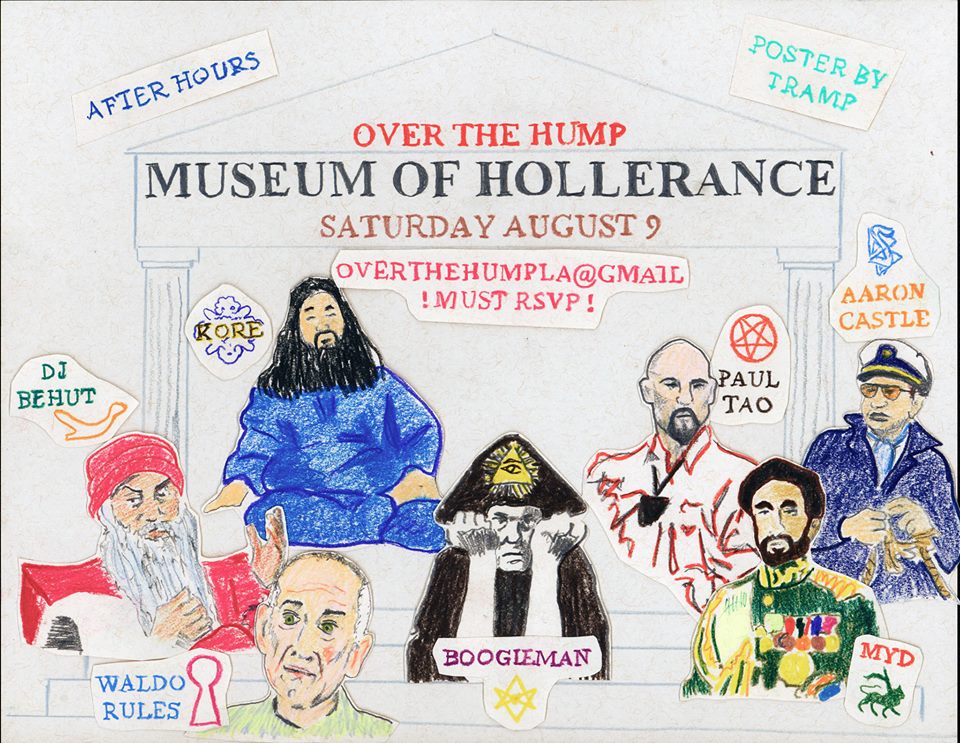 AFTER HOURS
POSTER BY
TRAMP
OVER THE HUMP
MUSEUM OF HOLLERANCE
SATURDAY AUGUST 9
OVERTHEHUMPLA@GMAIL
!MUST RSVP!
KORE
DJ
BEHUT
PAUL
TAO
AARON
CASTLE
BOOGIEMAN
WALDO
RULES
MYD